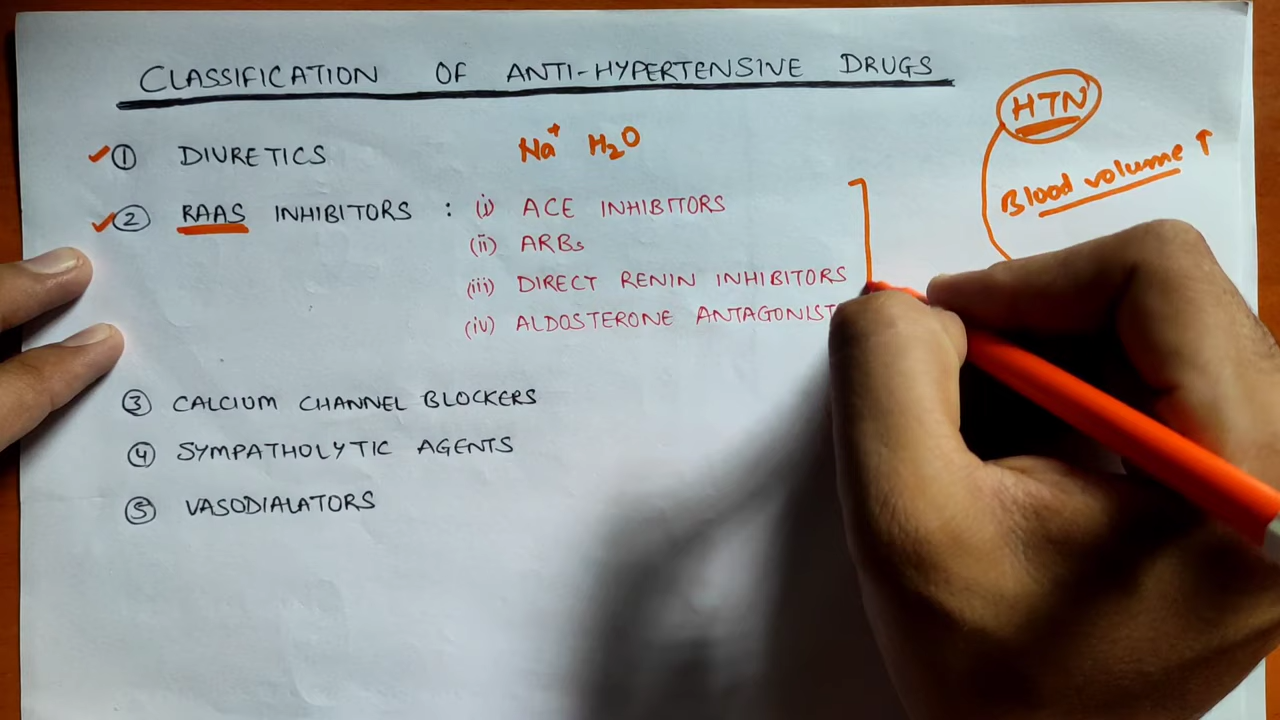 CLASSIFICATION OF ANTI-HYPERTENSIVE DRUGS
HTN
① DIURETICS Na⁺ H₂O
Blood volume ↑
② RAAS INHIBITORS : (i) ACE INHIBITORS
(ii) ARBs
(iii) DIRECT RENIN INHIBITORS
(iv) ALDOSTERONE ANTAGONIST
③ CALCIUM CHANNEL BLOCKERS
④ SYMPATHOLYTIC AGENTS
⑤ VASODIALATORS